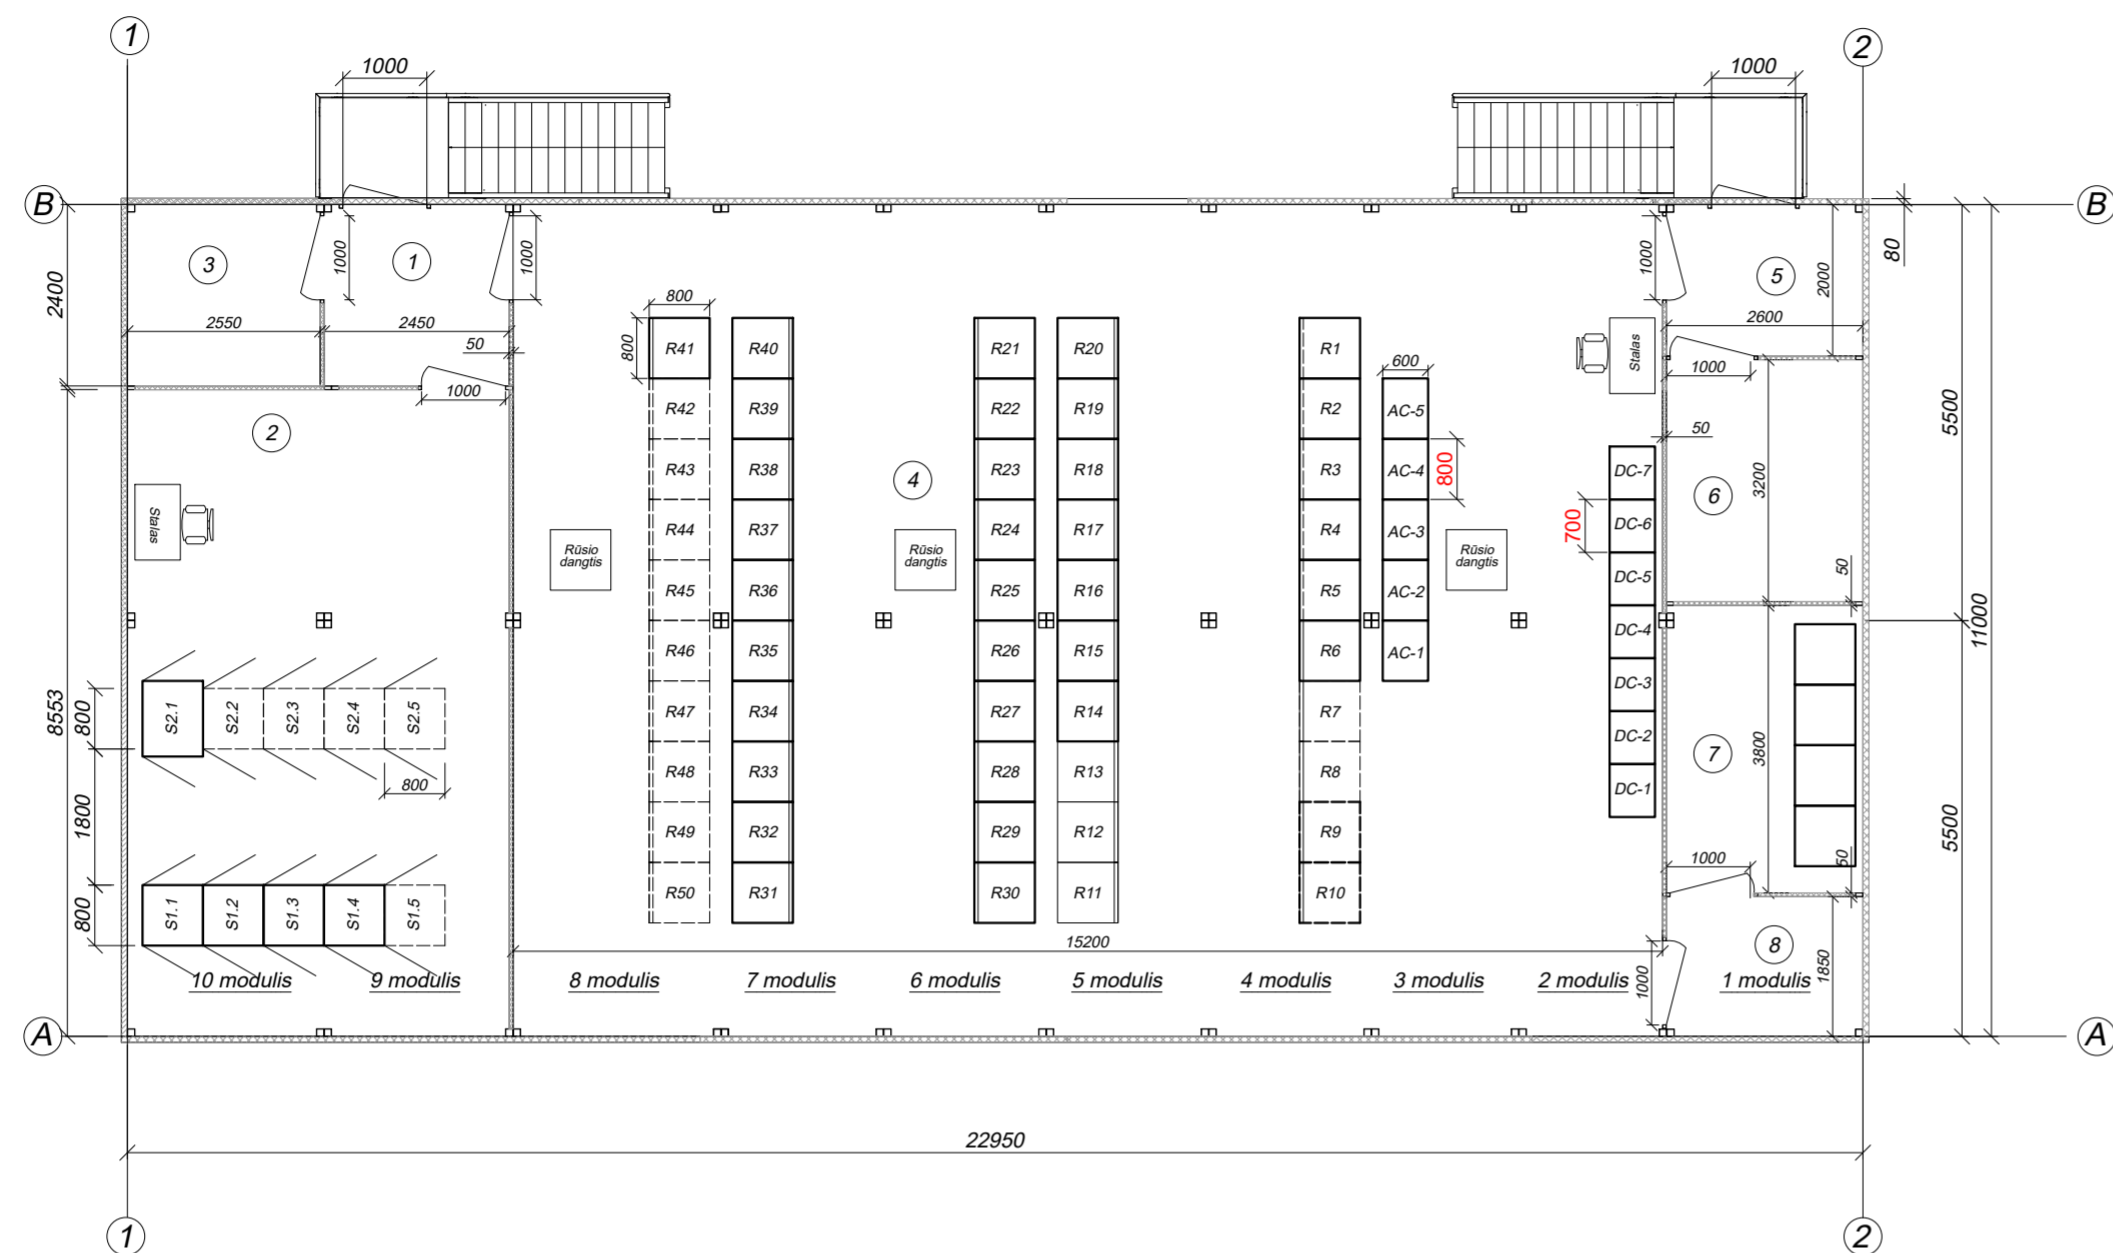 1
2
1000
1000
B
B
3
1
1000
1000
1000
5
2000
80
2400
2550
2450
50
800
800
2600
1000
1000
50
600
Stalas
R41
R40
R21
R20
R1
R42
R39
R22
R19
R2
AC-5
R43
R38
R23
R18
R3
AC-4
800
DC-7
R44
R37
R24
R17
R4
AC-3
700
DC-6
R45
R36
R25
R16
R5
AC-2
DC-5
R46
R35
R26
R15
R6
AC-1
DC-4
R47
R34
R27
R14
R7
DC-3
R48
R33
R28
R13
R8
DC-2
R49
R32
R29
R12
R9
DC-1
R50
R31
R30
R11
R10
2
4
6
3200
5500
11000
5500
50
Stalas
Rūsio
dangtis
Rūsio
dangtis
Rūsio
dangtis
8553
800
1800
800
S2.1
S2.2
S2.3
S2.4
S2.5
800
S1.1
S1.2
S1.3
S1.4
S1.5
7
3800
1000
50
8
1850
1000
15200
10 modulis
9 modulis
8 modulis
7 modulis
6 modulis
5 modulis
4 modulis
3 modulis
2 modulis
1 modulis
A
A
22950
1
2